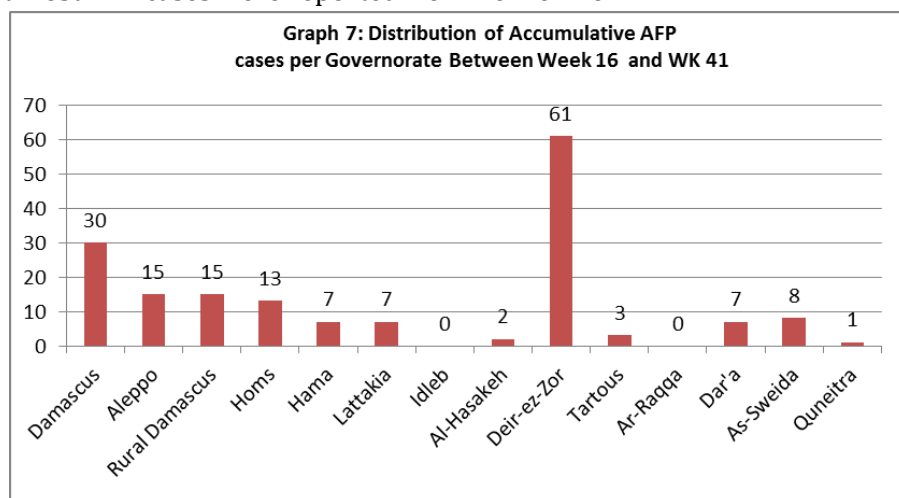 Graph 7: Distribution of Accumulative AFP
cases per Governorate Between Week 16 and WK 41
70
60
50
40
30
20
10
0
30
15
15
13
7
7
0
2
61
3
0
7
8
1
Damascus
Aleppo
Rural Damascus
Homs
Hama
Lattakia
Idleb
Al-Hasakeh
Deir-ez-Zor
Tartous
Ar-Raqqa
Dar'a
As-Sweida
Quneitra